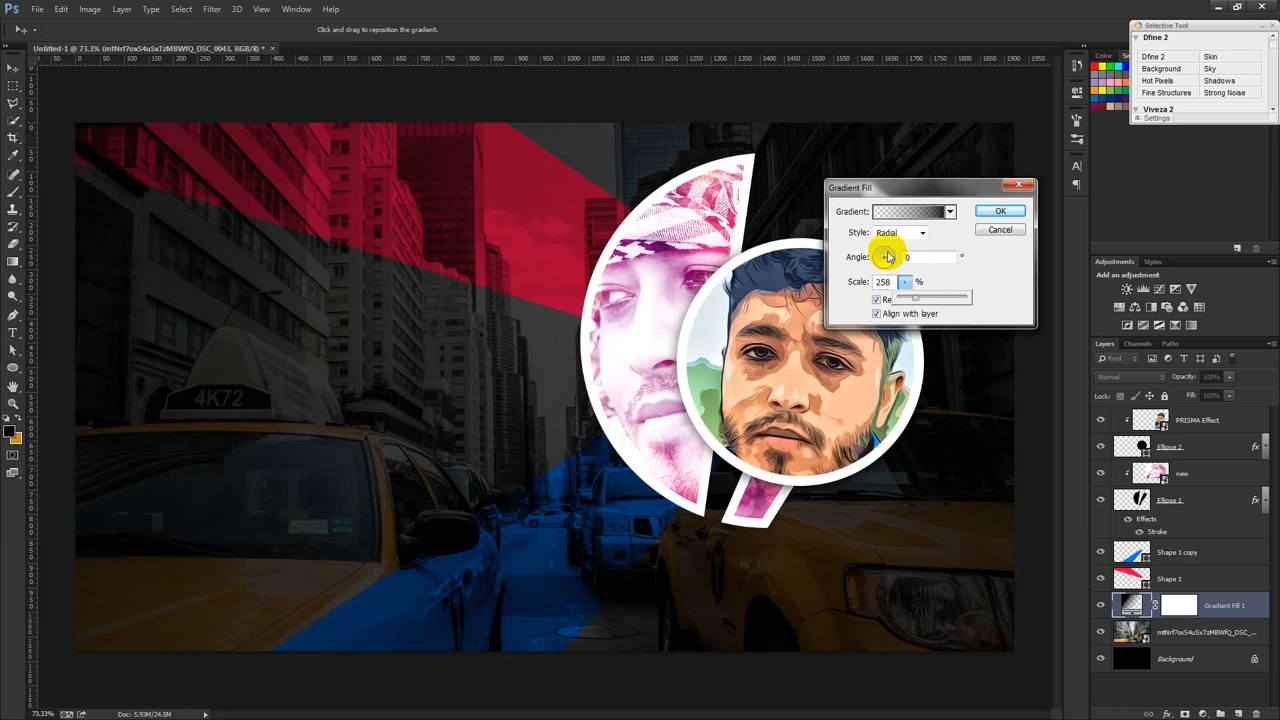 Ps File Edit Image Layer Type Select Filter 3D View Window Help
Click and drag to reposition the gradient.
Untitled-1 @ 73.3% (mtNrf7oxS4uSxTzMBWfQ_DSC_0043, RGB/8) *
Selective Tool
Dfine 2
Dfine 2 Skin
Background Sky
Hot Pixels Shadows
Fine Structures Strong Noise
Viveza 2
Settings
Color
Gradient Fill
Gradient:
OK
Style: Radial
Cancel
Angle: 0 °
Scale: 258 %
Re
Align with layer
4K72
Adjustments Styles
Add an adjustment
Layers Channels Paths
Kind
Normal Opacity: 100%
Lock: Fill: 100%
PRISMA Effect
Ellipse 2 fx
new
Ellipse 1 fx
Effects
Stroke
Shape 1 copy
Shape 1
Gradient Fill 1
mtNrf7oxS4uSxTzMBWfQ_DSC_...
Background
73.33% Doc: 5.93M/24.5M